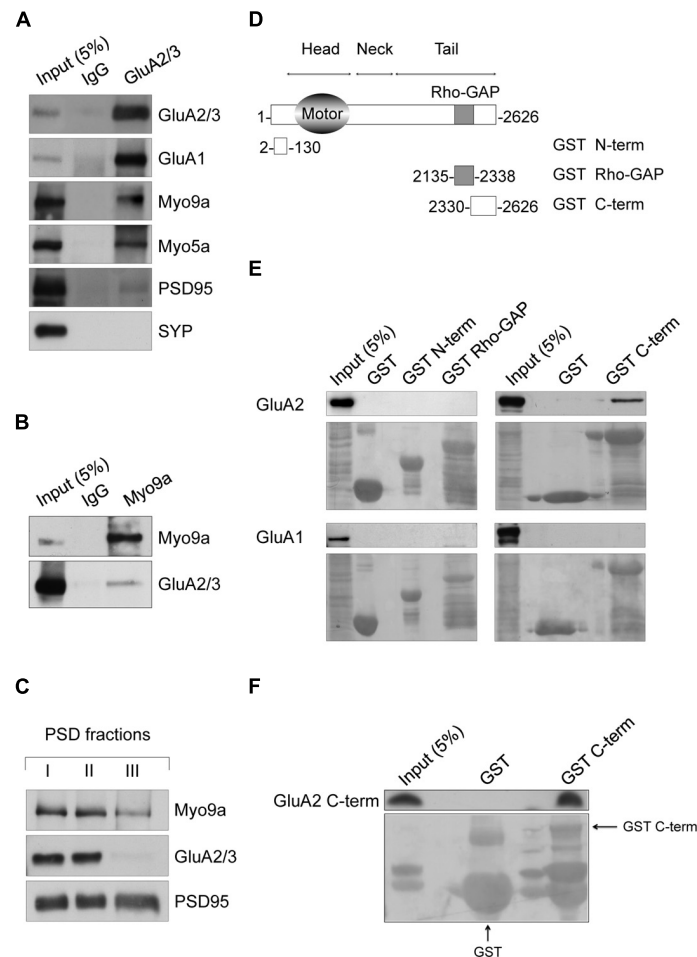 A
Input (5%)
IgG
GluA2/3
GluA2/3
GluA1
Myo9a
Myo5a
PSD95
SYP
B
Input (5%)
IgG
Myo9a
Myo9a
GluA2/3
C
PSD fractions
I II III
Myo9a
GluA2/3
PSD95
D
Head Neck Tail
Rho-GAP
1- Motor -2626
2- -130 GST N-term
2135- -2338 GST Rho-GAP
2330- -2626 GST C-term
E
Input (5%)
GST
GST N-term
GST Rho-GAP
Input (5%)
GST
GST C-term
GluA2
GluA1
F
Input (5%)
GST
GST C-term
GluA2 C-term
GST C-term
GST